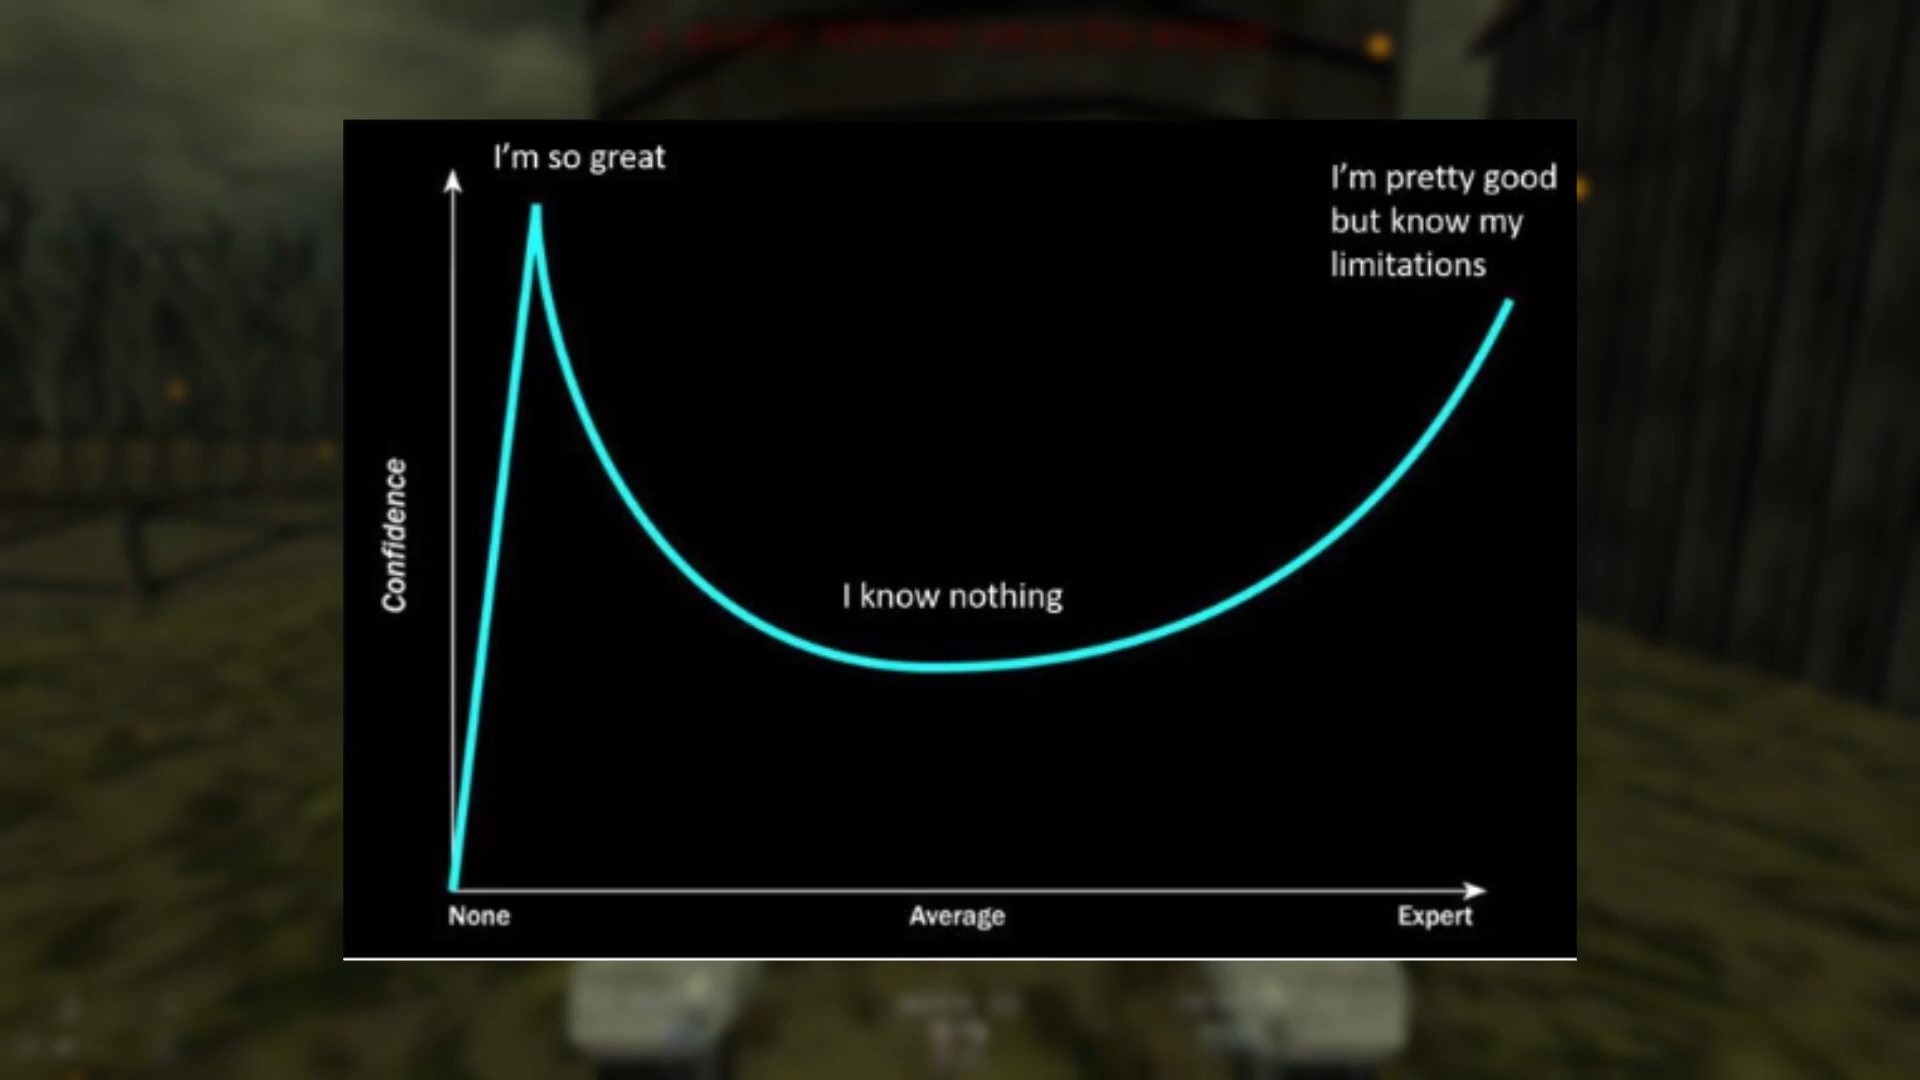 I'm so great
I'm pretty good
but know my
limitations
Confidence
I know nothing
None
Average
Expert